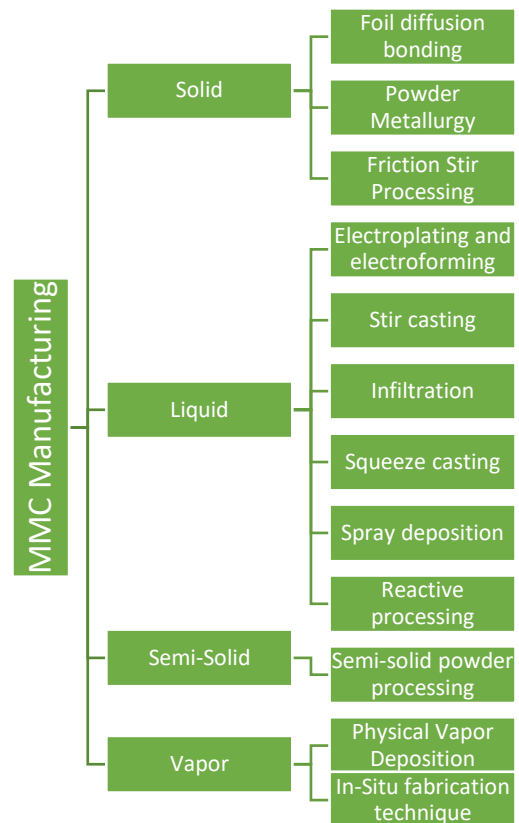 MMC Manufacturing
Solid
Foil diffusion
bonding
Powder
Metallurgy
Friction Stir
Processing
Liquid
Electroplating and
electroforming
Stir casting
Infiltration
Squeeze casting
Spray deposition
Reactive
processing
Semi-Solid
Semi-solid powder
processing
Vapor
Physical Vapor
Deposition
In-Situ fabrication
technique